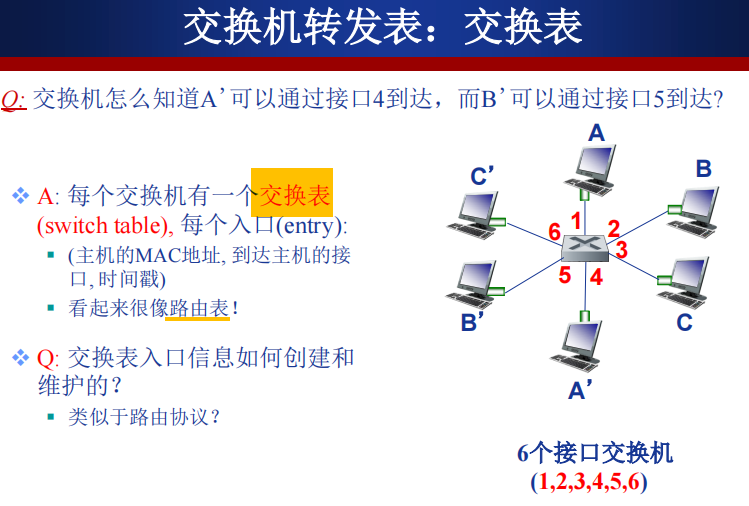 交换机转发表：交换表
Q: 交换机怎么知道A’可以通过接口4到达，而B’可以通过接口5到达?
A: 每个交换机有一个交换表
(switch table), 每个入口(entry):
(主机的MAC地址, 到达主机的接
口, 时间戳)
看起来很像路由表!
Q: 交换表入口信息如何创建和
维护的？
类似于路由协议？
A
C’
B
6
1
2
3
5
4
B’
C
A’
6个接口交换机
(1,2,3,4,5,6)